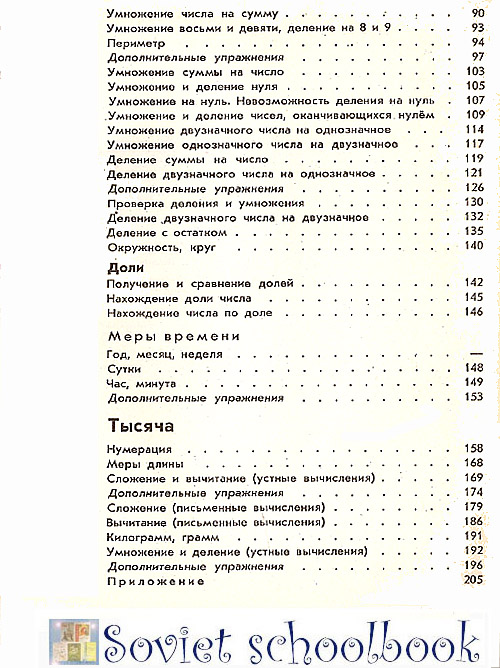 Умножение числа на сумму . . . . . . . . . . . . 90
Умножение восьми и девяти, деление на 8 и 9 . . . . . 93
Периметр . . . . . . . . . . . . . . . . . 94
Дополнительные упражнения . . . . . . . . . . . 97
Умножение суммы на число . . . . . . . . . . . . 103
Умножение и деление нуля . . . . . . . . . . . . 105
Умножение на нуль. Невозможность деления на нуль . 107
Умножение и деление чисел, оканчивающихся нулём . 109
Умножение двузначного числа на однозначное . . . 114
Умножение однозначного числа на двузначное . . . 117
Деление суммы на число . . . . . . . . . . . 119
Деление двузначного числа на однозначное . . . . . 121
Дополнительные упражнения . . . . . . . . . . . 126
Проверка деления и умножения . . . . . . . . . . 130
Деление двузначного числа на двузначное . . . . . 132
Деление с остатком . . . . . . . . . . . . . . 135
Окружность, круг . . . . . . . . . . . . . . 140
Доли
Получение и сравнение долей . . . . . . . . . . 142
Нахождение доли числа . . . . . . . . . . . . 145
Нахождение числа по доле . . . . . . . . . . . 146
Меры времени
Год, месяц, неделя . . . . . . . . . . . . . . —
Сутки . . . . . . . . . . . . . . . . . . 148
Час, минута . . . . . . . . . . . . . . . . . 149
Дополнительные упражнения . . . . . . . . . . . 153
Тысяча
Нумерация . . . . . . . . . . . . . . . . . 158
Меры длины . . . . . . . . . . . . . . . . 168
Сложение и вычитание (устные вычисления) . . . . . 169
Дополнительные упражнения . . . . . . . . . . . 174
Сложение (письменные вычисления) . . . . . . . . 179
Вычитание (письменные вычисления) . . . . . . . . 186
Килограмм, грамм . . . . . . . . . . . . . . 191
Умножение и деление (устные вычисления) . . . . . 192
Дополнительные упражнения . . . . . . . . . . . 196
Приложение 205
Soviet schoolbook